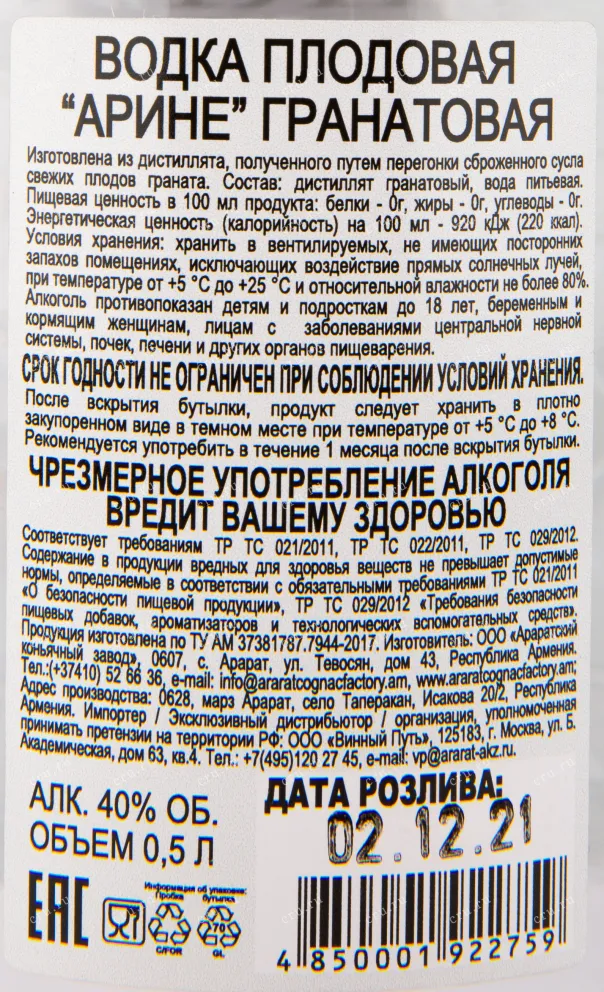 ВОДКА ПЛОДОВАЯ
“АРИНЕ” ГРАНАТОВАЯ
Изготовлена из дистиллята, полученного путем перегонки сброженного сусла
свежих плодов граната. Состав: дистиллят гранатовый, вода питьевая.
Пищевая ценность в 100 мл продукта: белки - 0г, жиры - 0г, углеводы - 0г.
Энергетическая ценность (калорийность) на 100 мл - 920 кДж (220 ккал).
Условия хранения: хранить в вентилируемых, не имеющих посторонних
запахов помещениях, исключающих воздействие прямых солнечных лучей,
при температуре от +5 °С до +25 °С и относительной влажности не более 80%.
Алкоголь противопоказан детям и подросткам до 18 лет, беременным и
кормящим женщинам, лицам с заболеваниями центральной нервной
системы, почек, печени и других органов пищеварения.
СРОК ГОДНОСТИ НЕ ОГРАНИЧЕН ПРИ СОБЛЮДЕНИИ УСЛОВИЙ ХРАНЕНИЯ.
После вскрытия бутылки, продукт следует хранить в плотно
закупоренном виде в темном месте при температуре от +5 °С до +8 °С.
Рекомендуется употребить в течение 1 месяца после вскрытия бутылки.
ЧРЕЗМЕРНОЕ УПОТРЕБЛЕНИЕ АЛКОГОЛЯ
ВРЕДИТ ВАШЕМУ ЗДОРОВЬЮ
Соответствует требованиям ТР ТС 021/2011, ТР ТС 022/2011, ТР ТС 029/2012.
Содержание в продукции вредных для здоровья веществ не превышает допустимые
нормы, определяемые в соответствии с обязательными требованиями ТР ТС 021/2011
«О безопасности пищевой продукции», ТР ТС 029/2012 «Требования безопасности
пищевых добавок, ароматизаторов и технологических вспомогательных средств».
Продукция изготовлена по ТУ АМ 37381787.7944-2017. Изготовитель: ООО «Араратский
коньячный завод», 0607, с. Арарат, ул. Тевосян, дом 43, Республика Армения.
Тел.:(+37410) 52 66 36, e-mail: info@araratcognacfactory.am, www.araratcognacfactory.am;
Адрес производства: 0628, марз Арарат, село Таперакан, Исакова 20/2, Республика
Армения. Импортер / Эксклюзивный дистрибьютор / организация, уполномоченная
принимать претензии на территории РФ: ООО «Винный Путь», 125183, г. Москва, ул. Б.
Академическая, дом 63, кв.4. Тел.: +7(495)120 27 45, e-mail: vp@ararat-akz.ru.
АЛК. 40% ОБ.
ОБЪЕМ 0,5 Л
ДАТА РОЗЛИВА:
02.12.21
EAC
Информация об упаковке:
Пробка бутылка
C/FOR
70
GL
4 850001 922759
cru.ru